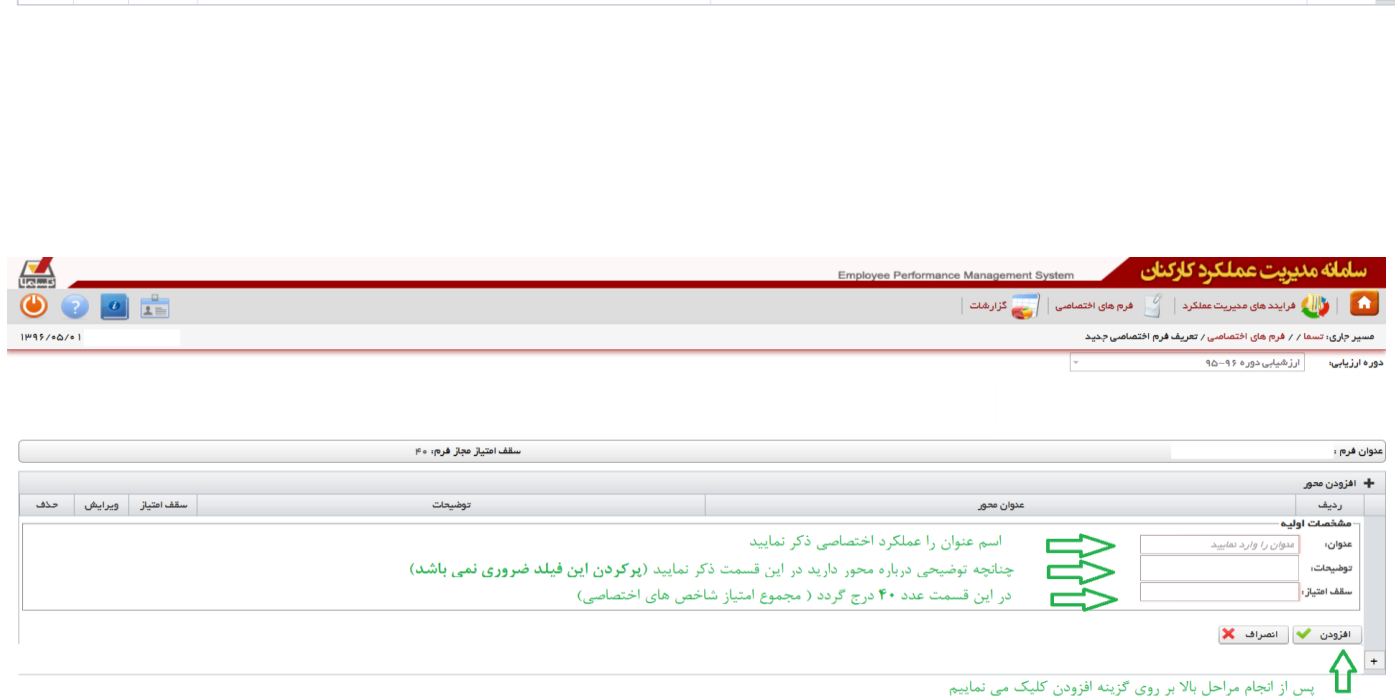 سامانه مدیریت عملکرد کارکنان
Employee Performance Management System
فرایند های مدیریت عملکرد | فرم های اختصاصی | گزارشات |
مسیر جاری: تسما / / فرم های اختصاصی / تعریف فرم اختصاصی جدید
۱۳۹۶/۰۵/۰۱
دوره ارزیابی: ارزشیابی دوره ۹۶-۹۵
عنوان فرم : سقف امتیاز مجاز فرم: ۴۰
+ افزودن محور
ردیف عنوان محور توضیحات سقف امتیاز ویرایش حذف
مشخصات اولیه
عنوان: عنوان را وارد نمایید اسم عنوان را عملکرد اختصاصی ذکر نمایید
توضیحات: چنانچه توضیحی درباره محور دارید در این قسمت ذکر نمایید (پرکردن این فیلد ضروری نمی باشد)
سقف امتیاز: در این قسمت عدد ۴۰ درج گردد ( مجموع امتیاز شاخص های اختصاصی)
افزودن انصراف
+
پس از انجام مراحل بالا بر روی گزینه افزودن کلیک می نماییم